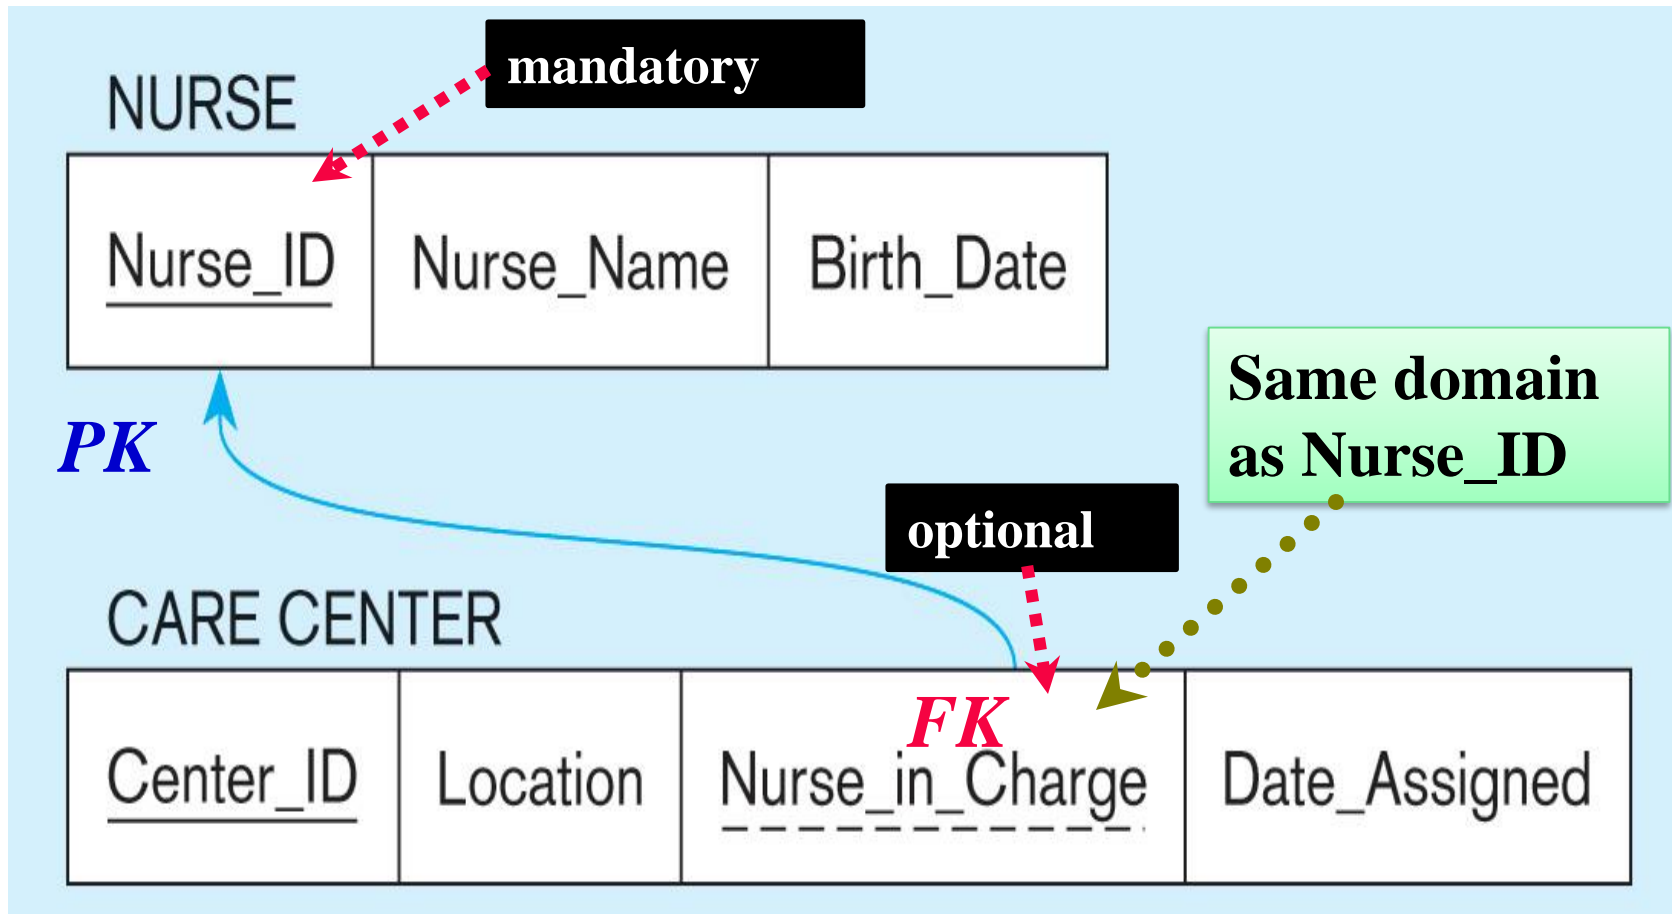 mandatory
NURSE
Nurse_ID Nurse_Name Birth_Date
Same domain
as Nurse_ID
PK
optional
CARE CENTER
FK
Center_ID Location Nurse_in_Charge Date_Assigned